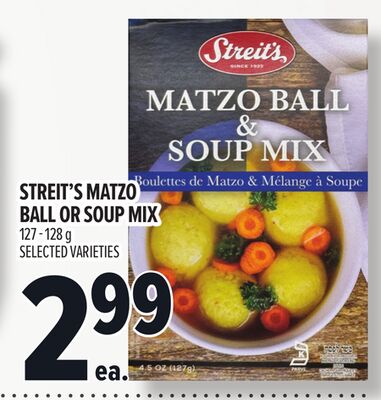 Streit's
SINCE 1925
MATZO BALL
&
SOUP MIX
Boulettes de Matzo & Mélange à Soupe
STREIT'S MATZO
BALL OR SOUP MIX
127 - 128 g
SELECTED VARIETIES
2.99
ea.
4.5 OZ (127g)
K
PARVE